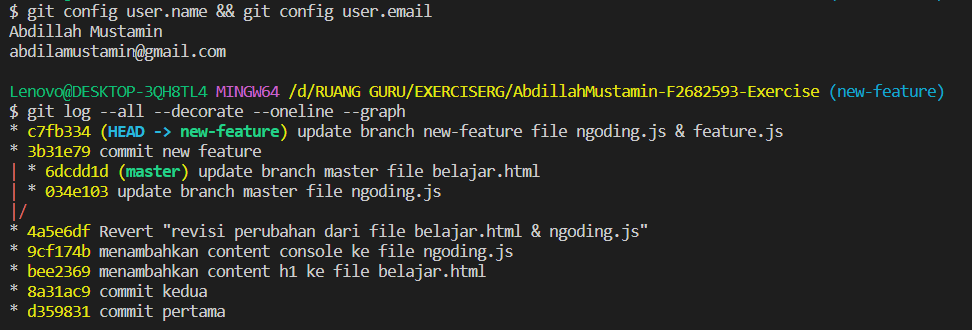 $ git config user.name && git config user.email
Abdillah Mustamin
abdilamustamin@gmail.com
Lenovo@DESKTOP-3QH8TL4 MINGW64 /d/RUANG GURU/EXERCISERG/AbdillahMustamin-F2682593-Exercise (new-feature)
$ git log --all --decorate --oneline --graph
* c7fb334 (HEAD -> new-feature) update branch new-feature file ngoding.js & feature.js
* 3b31e79 commit new feature
| * 6dcdd1d (master) update branch master file belajar.html
| * 034e103 update branch master file ngoding.js
|/
* 4a5e6df Revert "revisi perubahan dari file belajar.html & ngoding.js"
* 9cf174b menambahkan content console ke file ngoding.js
* bee2369 menambahkan content h1 ke file belajar.html
* 8a31ac9 commit kedua
* d359831 commit pertama